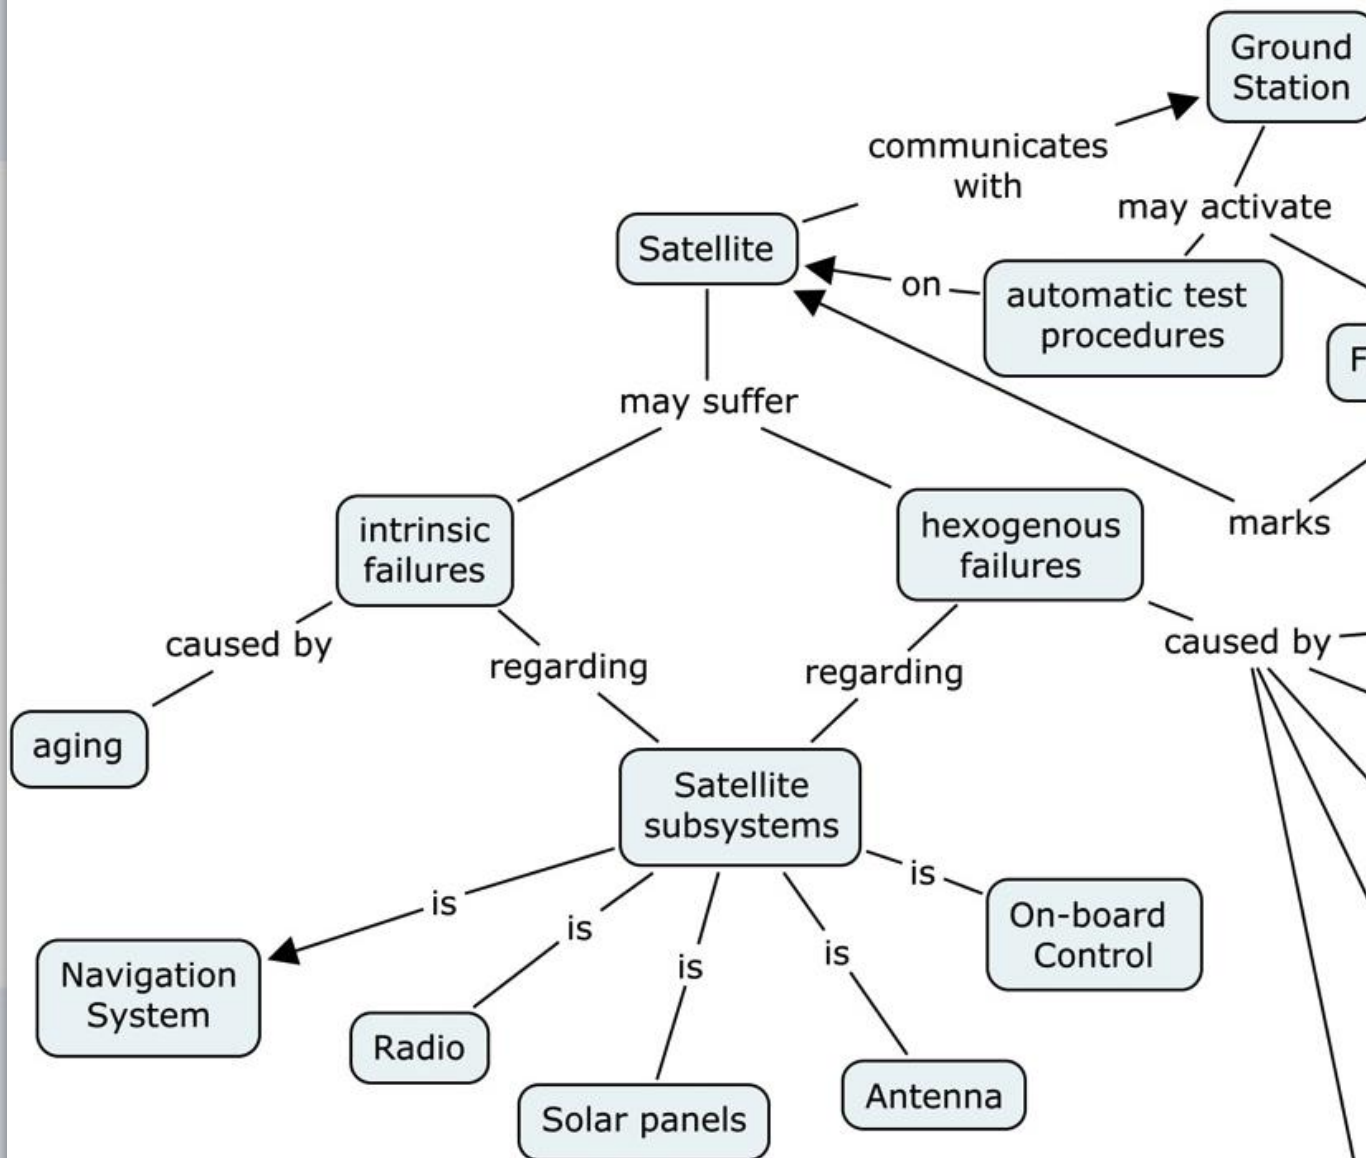 Ground
Station
communicates
with
may activate
Satellite
on
automatic test
procedures
F
may suffer
intrinsic
failures
hexogenous
failures
marks
caused by
regarding
regarding
caused by
aging
Satellite
subsystems
is
is
is
is
is
Navigation
System
Radio
Solar panels
Antenna
On-board
Control